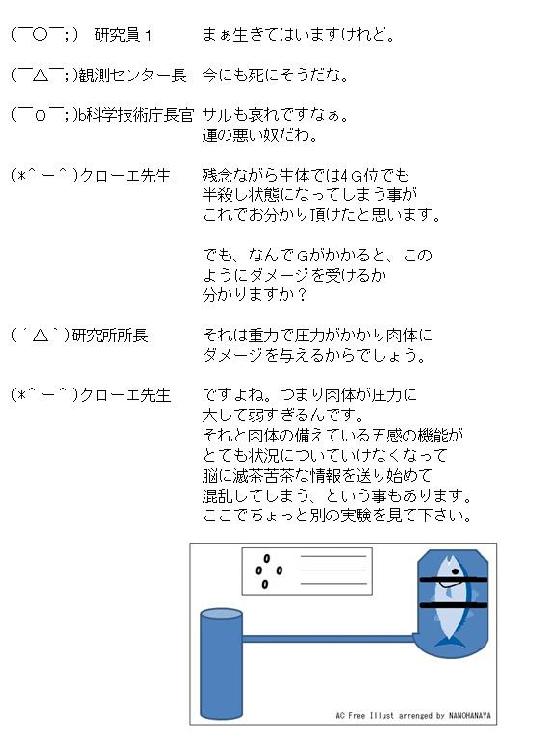 (￣○￣;)　研究員１　まぁ生きてはいますけれど。
(￣△￣;)観測センター長　今にも死にそうだな。
(￣０￣;)b科学技術庁長官　サルも哀れですなぁ。
運の悪い奴だわ。
(*＾－＾)クローエ先生　残念ながら生体では4Ｇ位でも
半殺し状態になってしまう事が
これでお分かり頂けたと思います。
でも、なんでＧがかかると、この
ようにダメージを受けるか
分かりますか？
(´△｀)研究所所長　それは重力で圧力がかかり肉体に
ダメージを与えるからでしょう。
(*＾－＾)クローエ先生　ですよね。つまり肉体が圧力に
大して弱すぎるんです。
それと肉体の備えている五感の機能が
とても状況についていけなくなって
脳に滅茶苦茶な情報を送り始めて
混乱してしまう、という事もあります。
ここでちょっと別の実験を見て下さい。
AC Free Illust arranged by NANOHANAYA